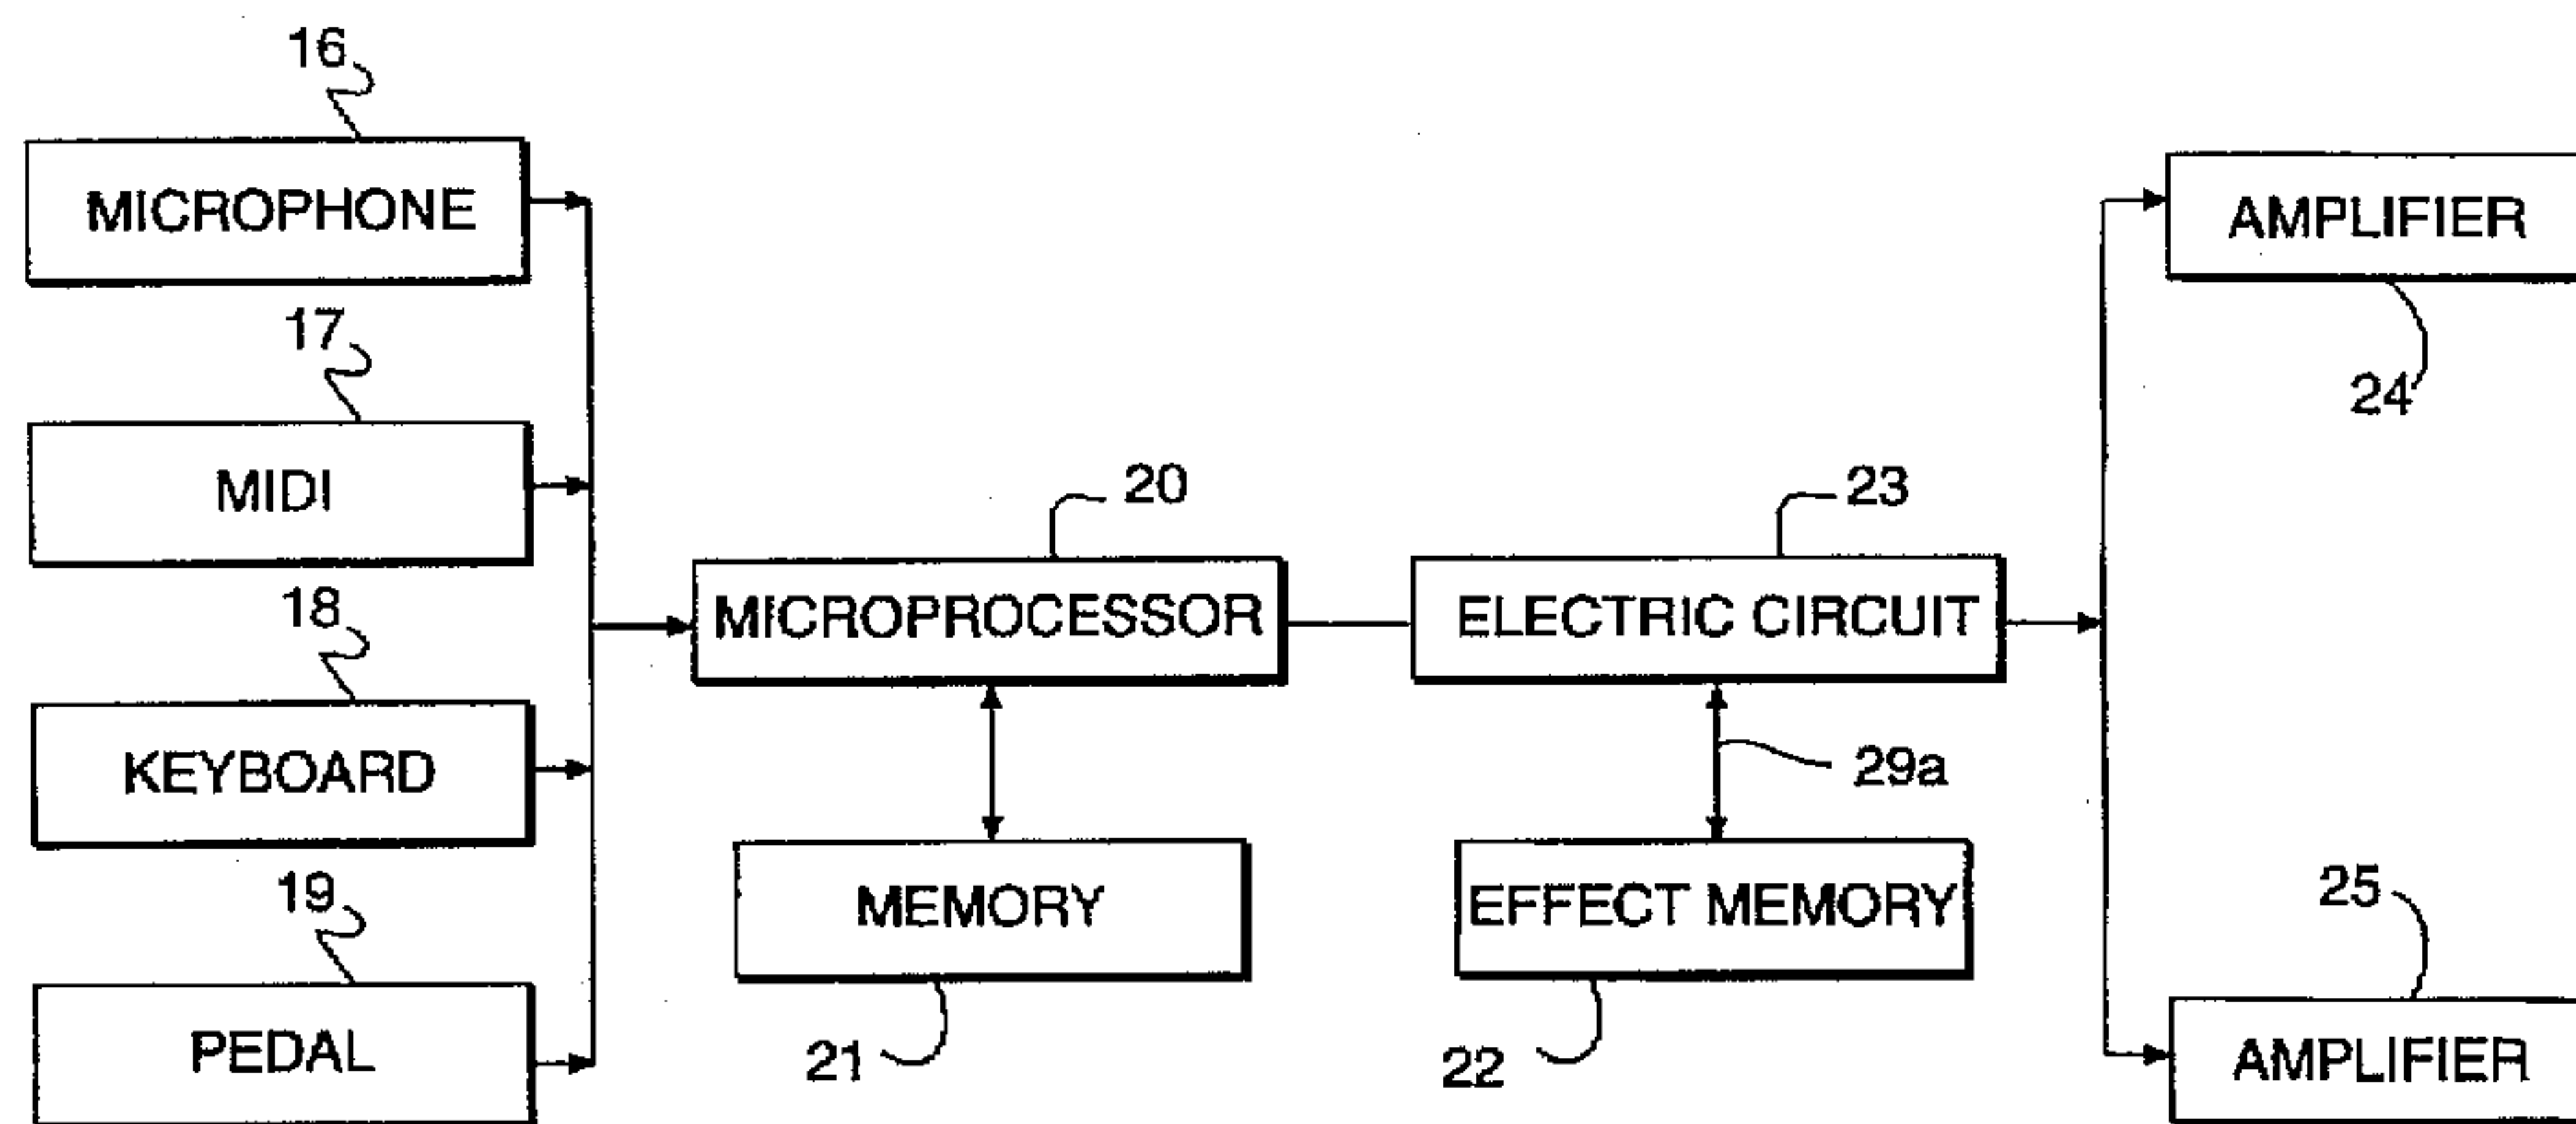 16
MICROPHONE
17
MIDI
18
KEYBOARD
19
PEDAL
20
MICROPROCESSOR
MEMORY
21
23
ELECTRIC CIRCUIT
29a
EFFECT MEMORY
22
AMPLIFIER
24
25
AMPLIFIER